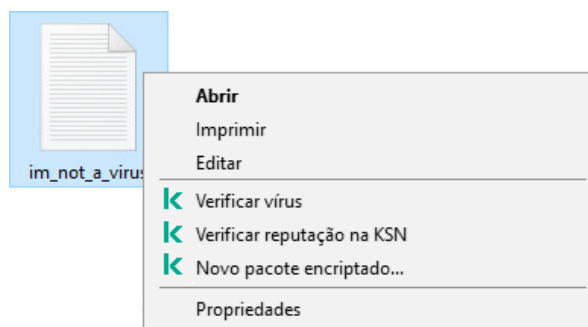 Abrir
Imprimir
Editar
im_not_a_virus
Verificar vírus
Verificar reputação na KSN
Novo pacote encriptado...
Propriedades